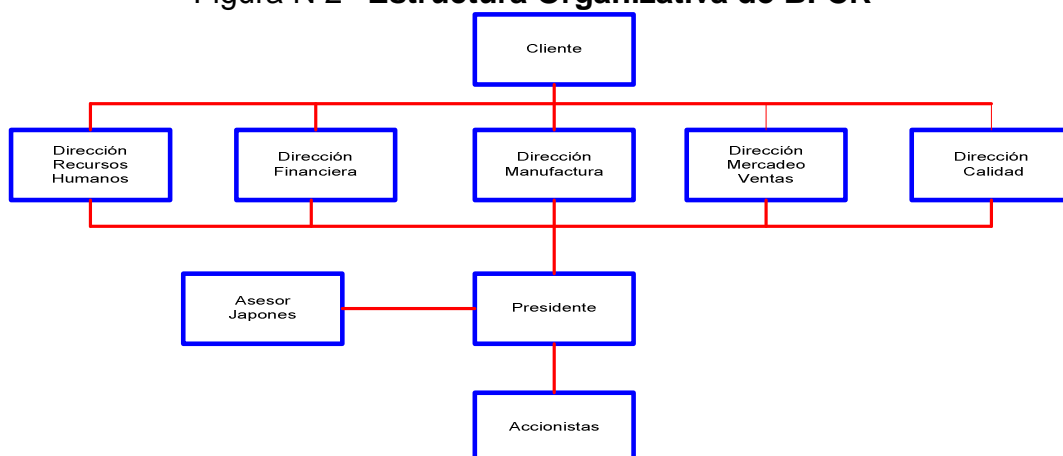 Figura N 2 Estructura Organizativa de BFCR
Cliente
Dirección
Recursos
Humanos
Dirección
Financiera
Dirección
Manufactura
Dirección
Mercadeo
Ventas
Dirección
Calidad
Asesor
Japones
Presidente
Accionistas